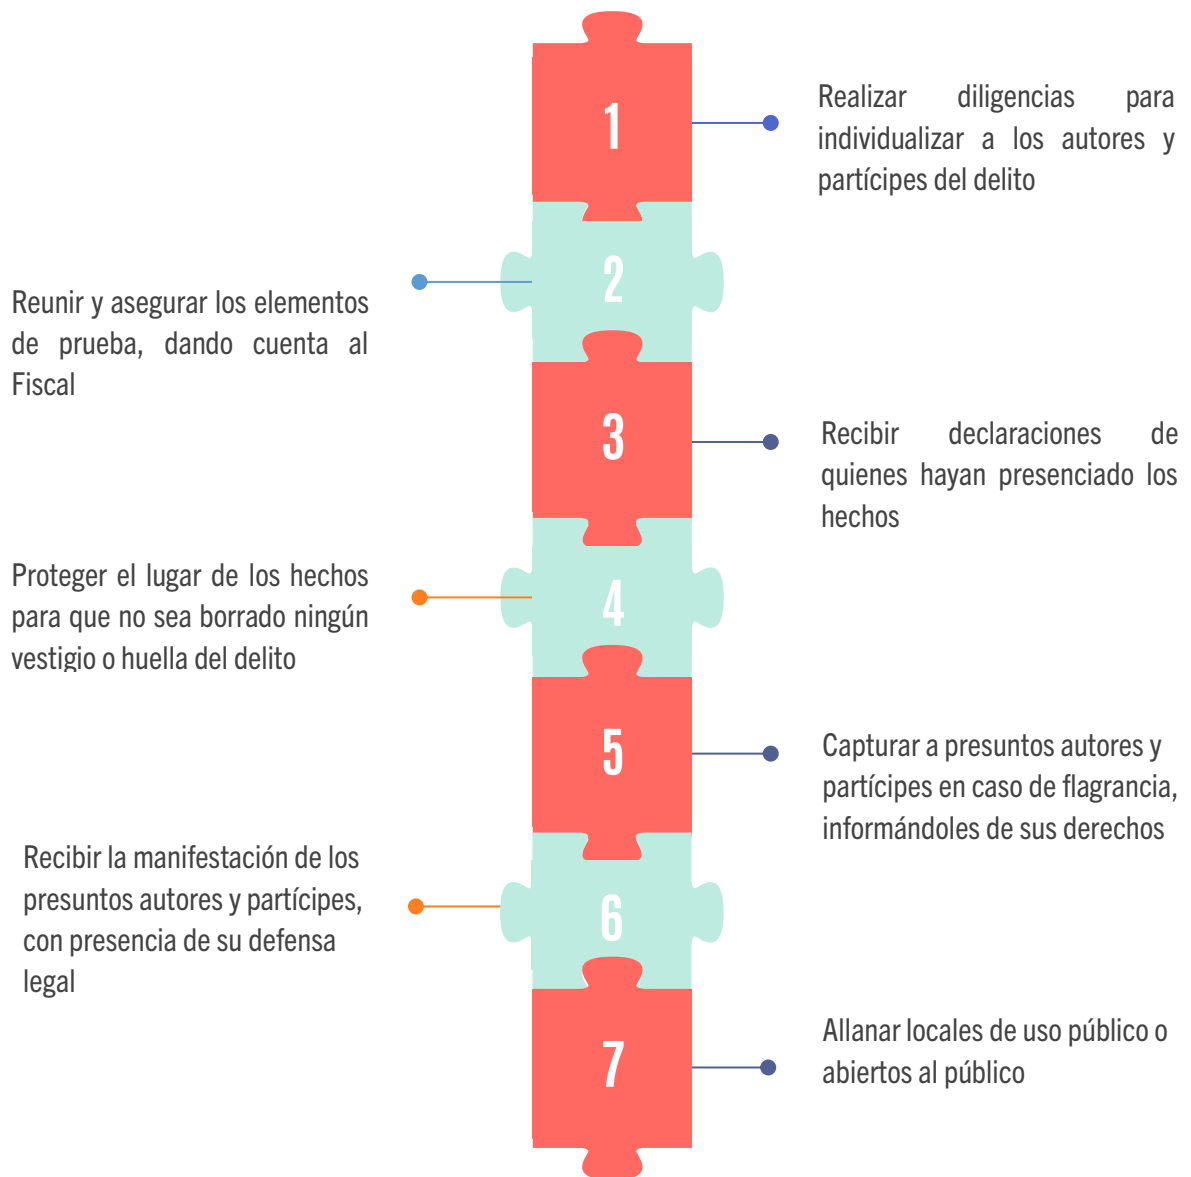 1
Realizar diligencias para
individualizar a los autores y
partícipes del delito
2
Reunir y asegurar los elementos
de prueba, dando cuenta al
Fiscal
3
Recibir declaraciones de
quienes hayan presenciado los
hechos
4
Proteger el lugar de los hechos
para que no sea borrado ningún
vestigio o huella del delito
5
Capturar a presuntos autores y
partícipes en caso de flagrancia,
informándoles de sus derechos
6
Recibir la manifestación de los
presuntos autores y partícipes,
con presencia de su defensa
legal
7
Allanar locales de uso público o
abiertos al público